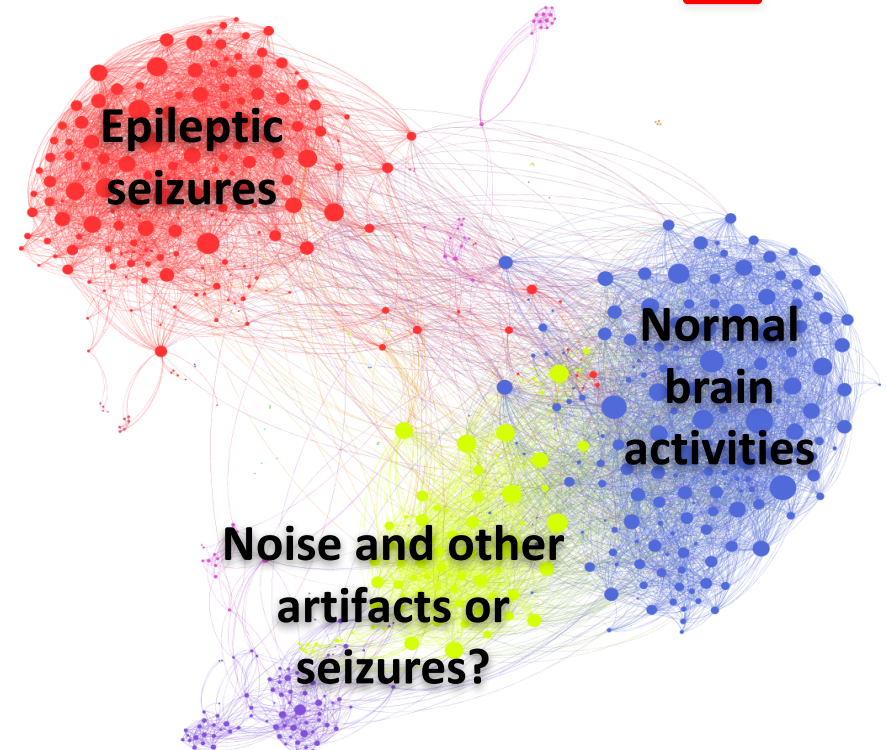 Epileptic
seizures
Normal
brain
activities
Noise and other
artifacts or
seizures?